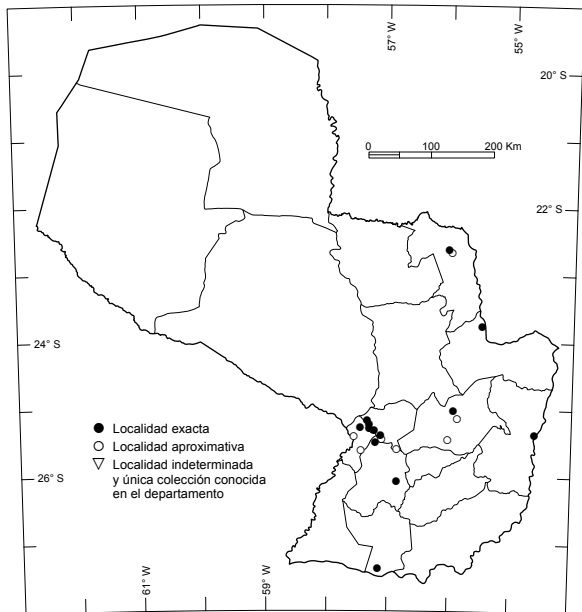 57° W
55° W
20° S
0 100 200 Km
22° S
24° S
Localidad exacta
Localidad aproximativa
Localidad indeterminada
y única colección conocida
en el departamento
26° S
61° W
59° W